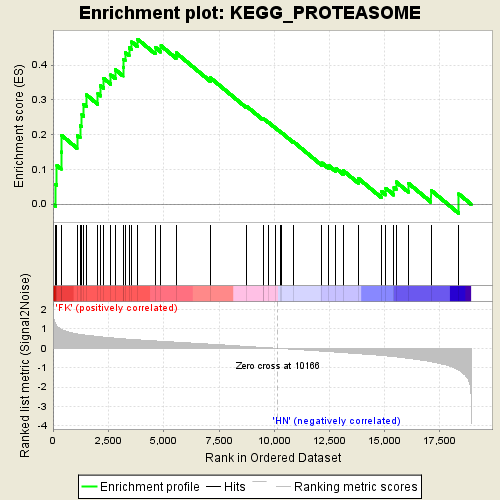 Enrichment plot: KEGG_PROTEASOME
Enrichment score (ES)
0.4
0.3
0.2
0.1
0.0
'FK' (positively correlated)
Ranked list metric (Signal2Noise)
2
1
0
-1
-2
-3
-4
Zero cross at 10166
'HN' (negatively correlated)
0
2,500
5,000
7,500
10,000
12,500
15,000
17,500
Rank in Ordered Dataset
Enrichment profile
Hits
Ranking metric scores